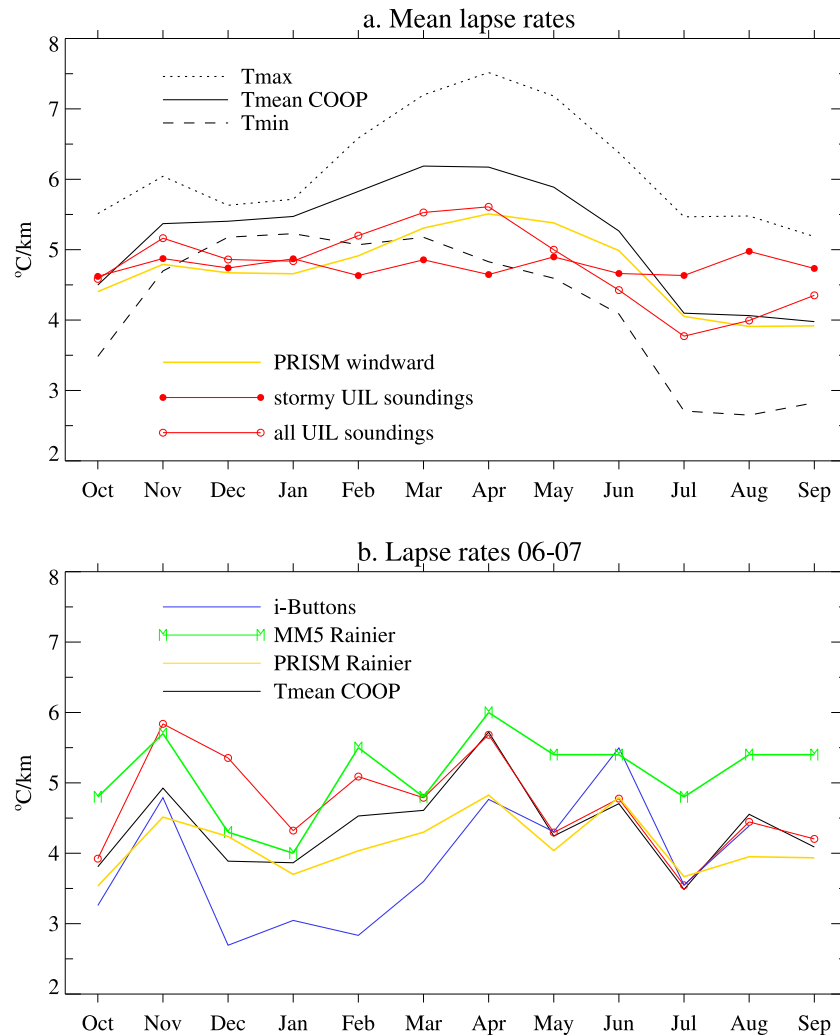 a. Mean lapse rates
8
7
6
5
4
3
2
ºC/km
Tmax
Tmean COOP
Tmin
PRISM windward
stormy UIL soundings
all UIL soundings
Oct Nov Dec Jan Feb Mar Apr May Jun Jul Aug Sep
b. Lapse rates 06-07
8
7
6
5
4
3
2
ºC/km
i-Buttons
MM5 Rainier
PRISM Rainier
Tmean COOP
Oct Nov Dec Jan Feb Mar Apr May Jun Jul Aug Sep